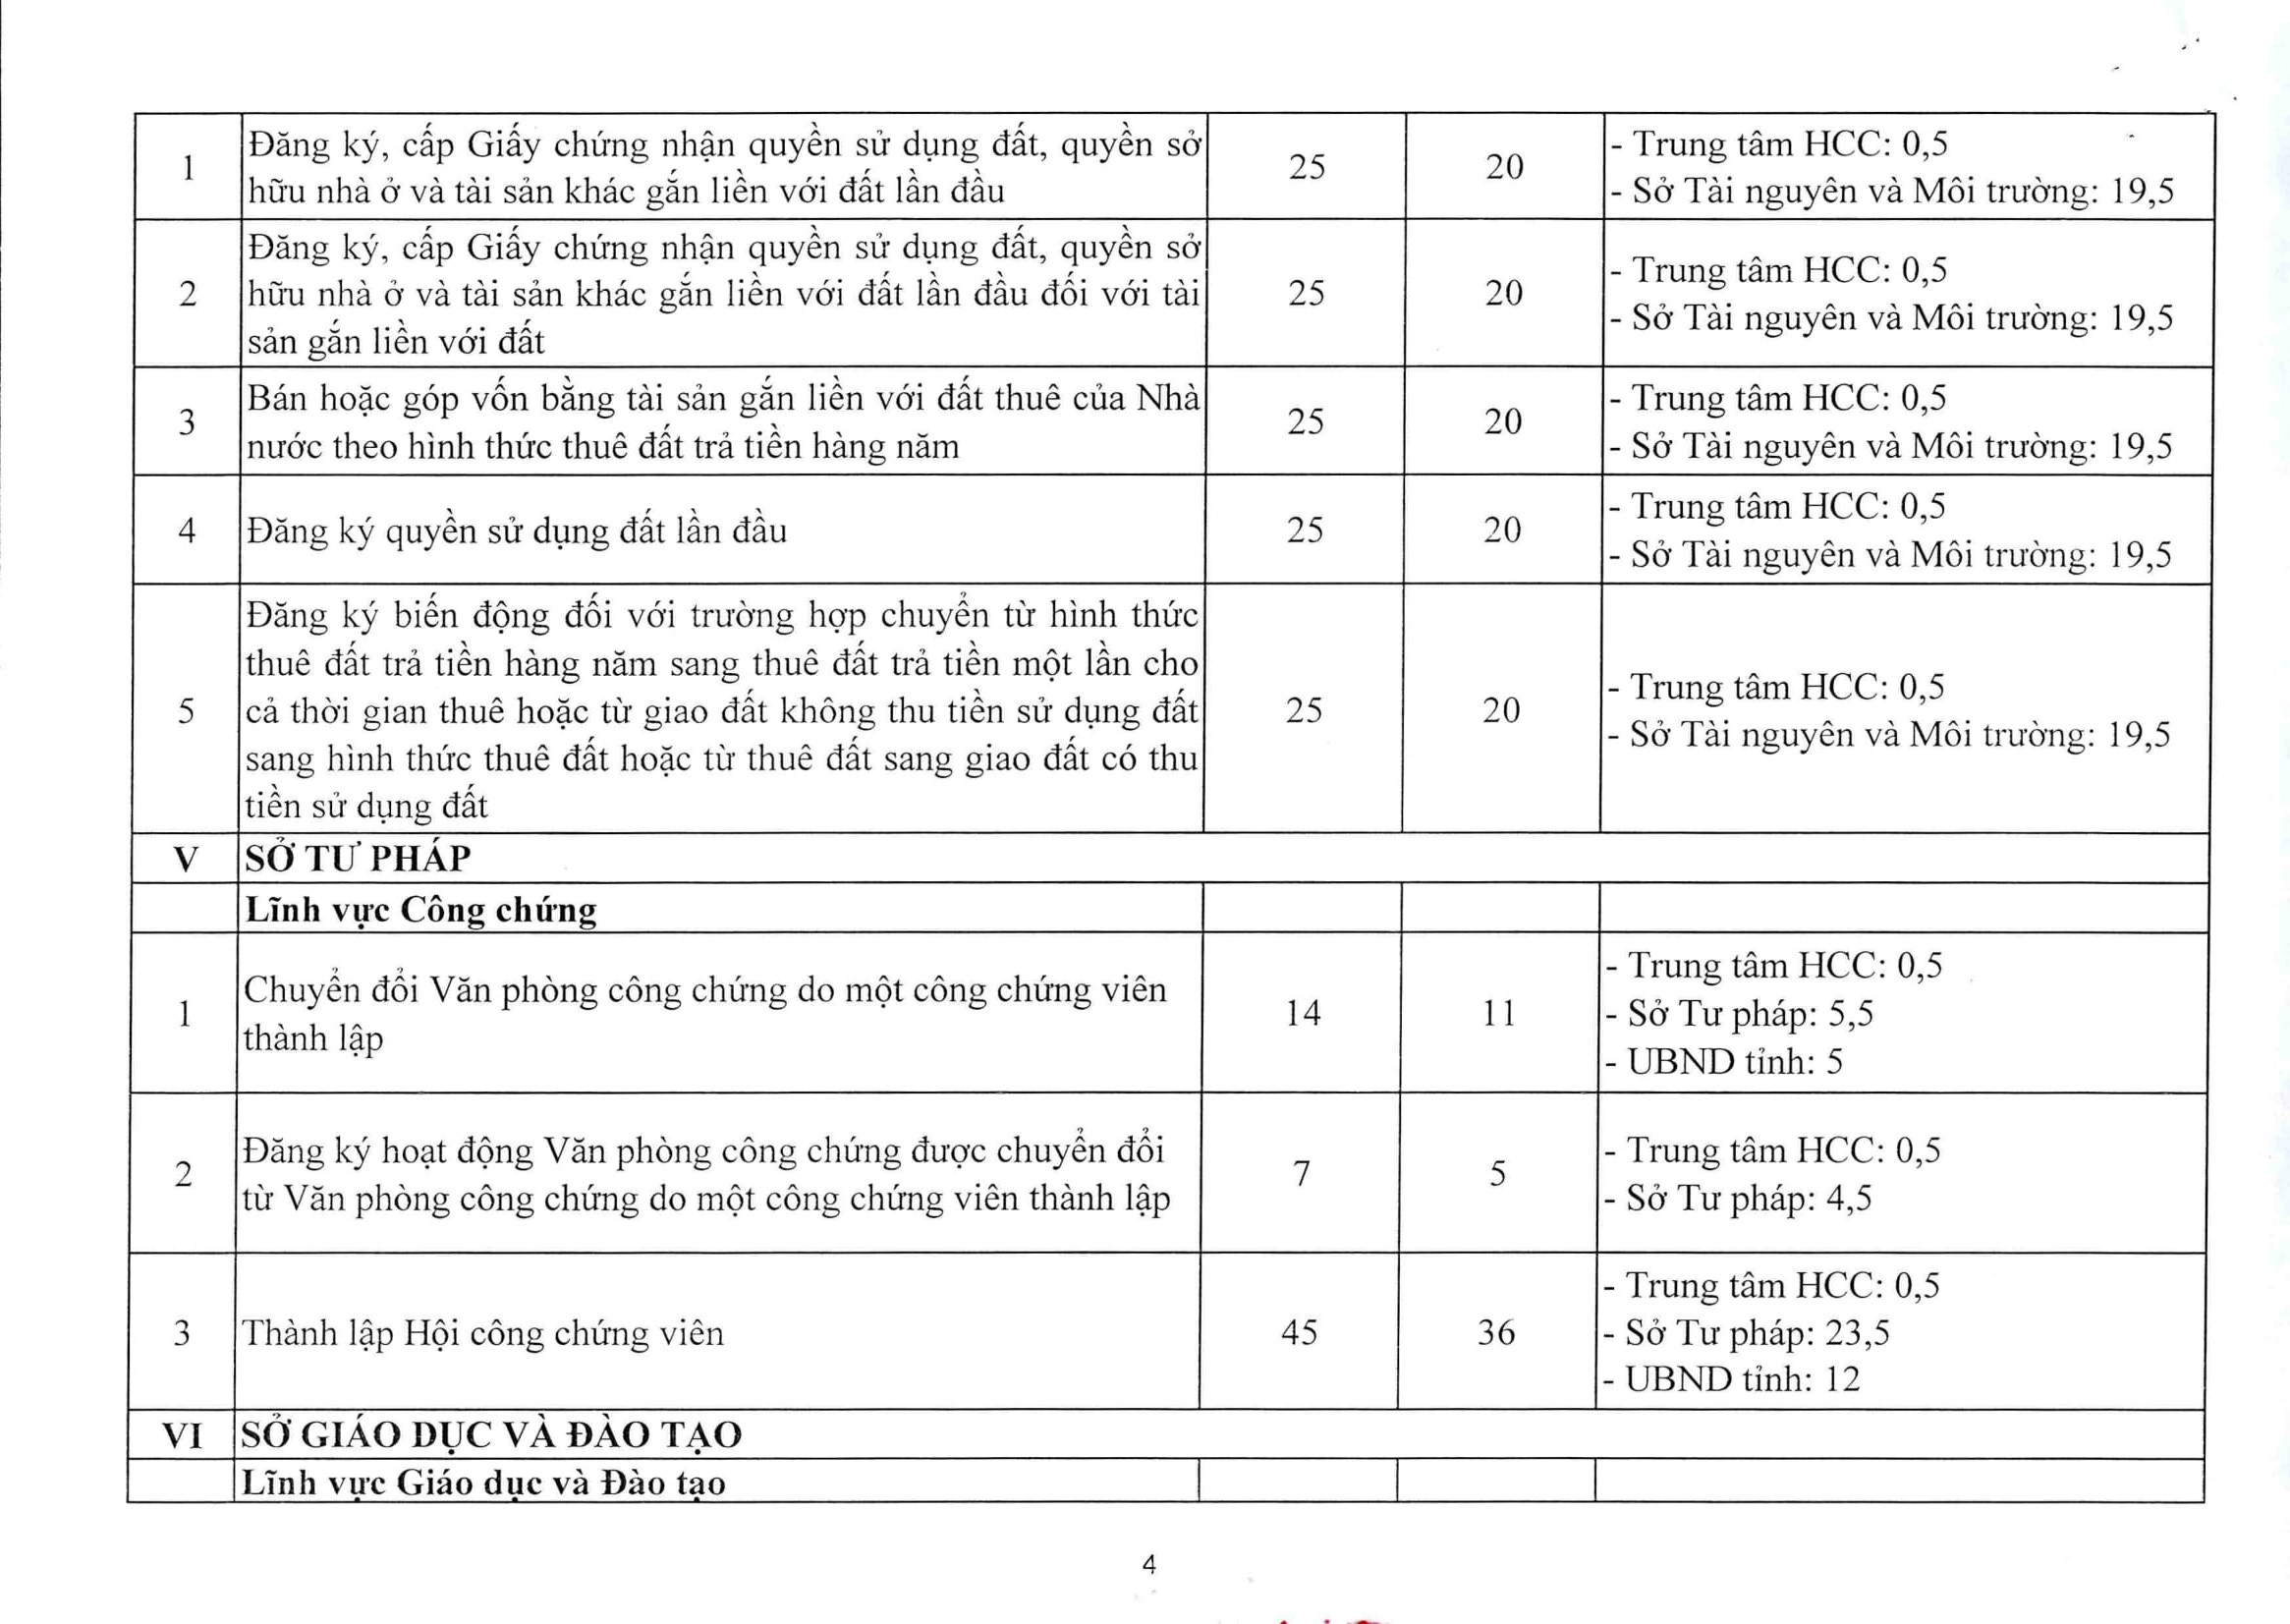 1
Đăng ký, cấp Giấy chứng nhận quyền sử dụng đất, quyền sở
hữu nhà ở và tài sản khác gắn liền với đất lần đầu
25
20
- Trung tâm HCC: 0,5
- Sở Tài nguyên và Môi trường: 19,5
2
Đăng ký, cấp Giấy chứng nhận quyền sử dụng đất, quyền sở
hữu nhà ở và tài sản khác gắn liền với đất lần đầu đối với tài
sản gắn liền với đất
25
20
- Trung tâm HCC: 0,5
- Sở Tài nguyên và Môi trường: 19,5
3
Bán hoặc góp vốn bằng tài sản gắn liền với đất thuê của Nhà
nước theo hình thức thuê đất trả tiền hàng năm
25
20
- Trung tâm HCC: 0,5
- Sở Tài nguyên và Môi trường: 19,5
4
Đăng ký quyền sử dụng đất lần đầu
25
20
- Trung tâm HCC: 0,5
- Sở Tài nguyên và Môi trường: 19,5
5
Đăng ký biến động đối với trường hợp chuyển từ hình thức
thuê đất trả tiền hàng năm sang thuê đất trả tiền một lần cho
cả thời gian thuê hoặc từ giao đất không thu tiền sử dụng đất
sang hình thức thuê đất hoặc từ thuê đất sang giao đất có thu
tiền sử dụng đất
25
20
- Trung tâm HCC: 0,5
- Sở Tài nguyên và Môi trường: 19,5
V
SỞ TƯ PHÁP
Lĩnh vực Công chứng
1
Chuyển đổi Văn phòng công chứng do một công chứng viên
thành lập
14
11
- Trung tâm HCC: 0,5
- Sở Tư pháp: 5,5
- UBND tỉnh: 5
2
Đăng ký hoạt động Văn phòng công chứng được chuyển đổi
từ Văn phòng công chứng do một công chứng viên thành lập
7
5
- Trung tâm HCC: 0,5
- Sở Tư pháp: 4,5
3
Thành lập Hội công chứng viên
45
36
- Trung tâm HCC: 0,5
- Sở Tư pháp: 23,5
- UBND tỉnh: 12
VI
SỞ GIÁO DỤC VÀ ĐÀO TẠO
Lĩnh vực Giáo dục và Đào tạo
4